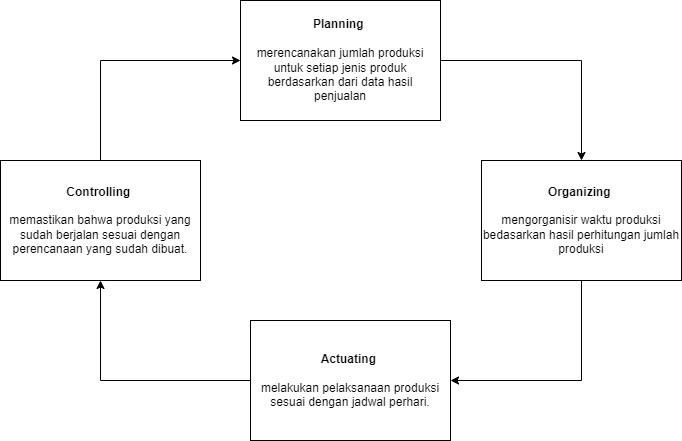 Planning
merencanakan jumlah produksi
untuk setiap jenis produk
berdasarkan dari data hasil
penjualan
Controlling
memastikan bahwa produksi yang
sudah berjalan sesuai dengan
perencanaan yang sudah dibuat.
Organizing
mengorganisir waktu produksi
bedasarkan hasil perhitungan jumlah
produksi
Actuating
melakukan pelaksanaan produksi
sesuai dengan jadwal perhari.